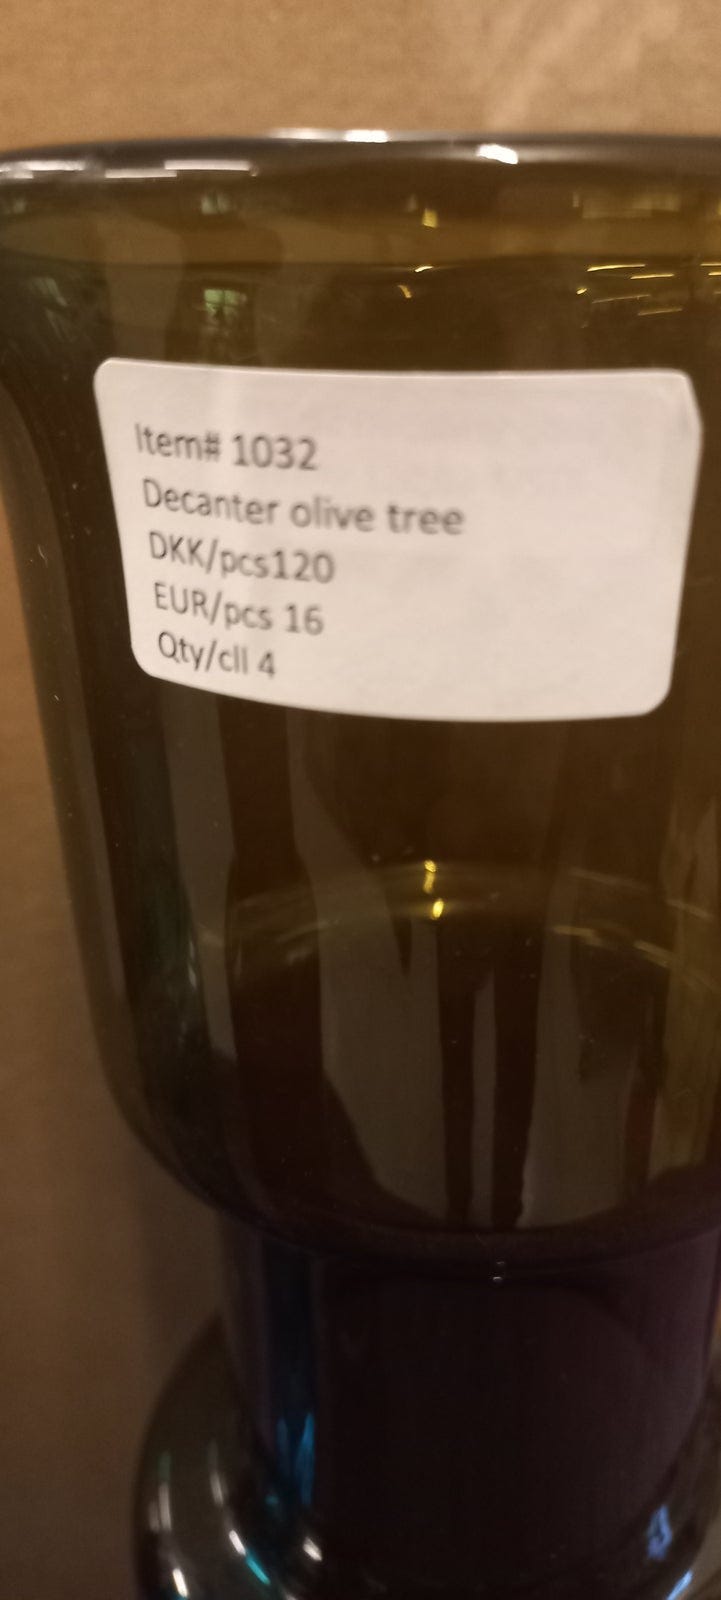 Item# 1032
Decanter olive tree
DKK/pcs120
EUR/pcs 16
Qty/cll 4